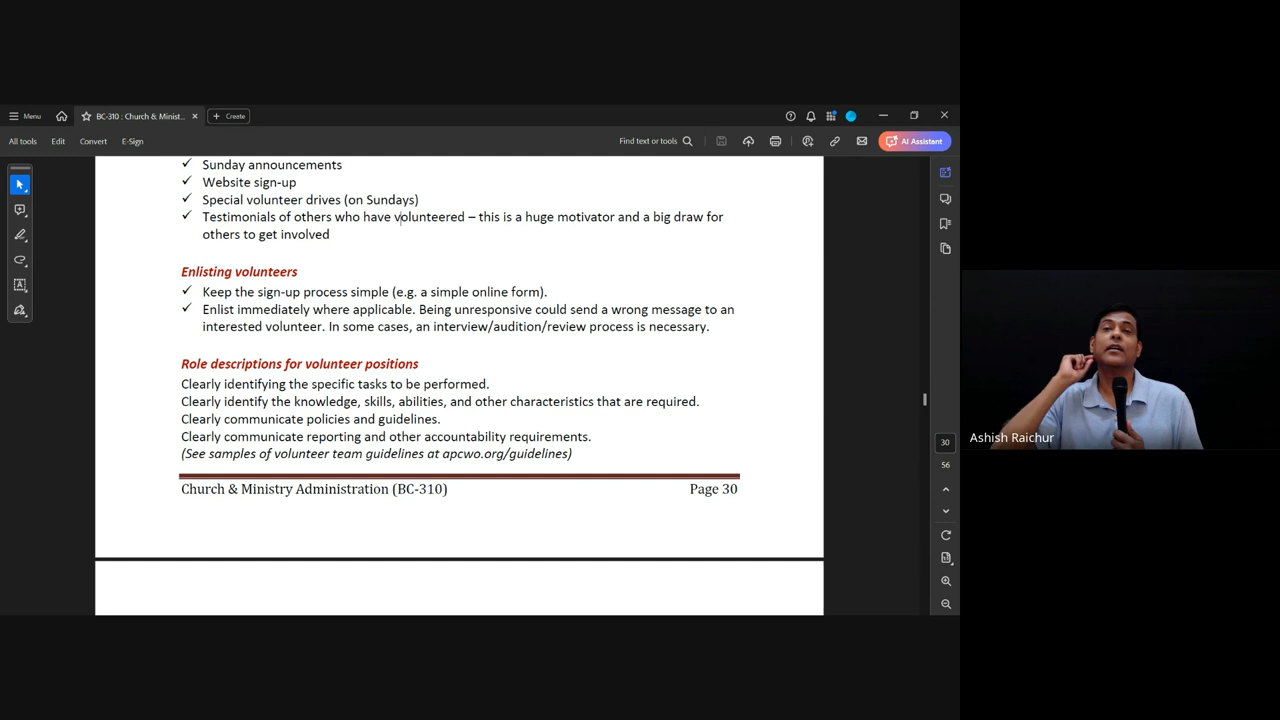 Menu
BC-310 : Church & Minist...
Create
All tools
Edit
Convert
E-Sign
Find text or tools
AI Assistant
✓ Sunday announcements
✓ Website sign-up
✓ Special volunteer drives (on Sundays)
✓ Testimonials of others who have volunteered – this is a huge motivator and a big draw for
others to get involved
Enlisting volunteers
✓ Keep the sign-up process simple (e.g. a simple online form).
✓ Enlist immediately where applicable. Being unresponsive could send a wrong message to an
interested volunteer. In some cases, an interview/audition/review process is necessary.
Role descriptions for volunteer positions
Clearly identifying the specific tasks to be performed.
Clearly identify the knowledge, skills, abilities, and other characteristics that are required.
Clearly communicate policies and guidelines.
Clearly communicate reporting and other accountability requirements.
(See samples of volunteer team guidelines at apcwo.org/guidelines)
Church & Ministry Administration (BC-310) Page 30
30
56
Ashish Raichur